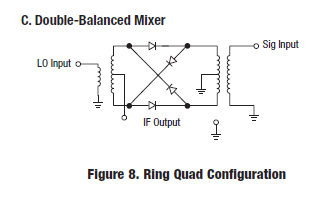 C. Double-Balanced Mixer
Sig Input
LO Input
IF Output
Figure 8. Ring Quad Configuration